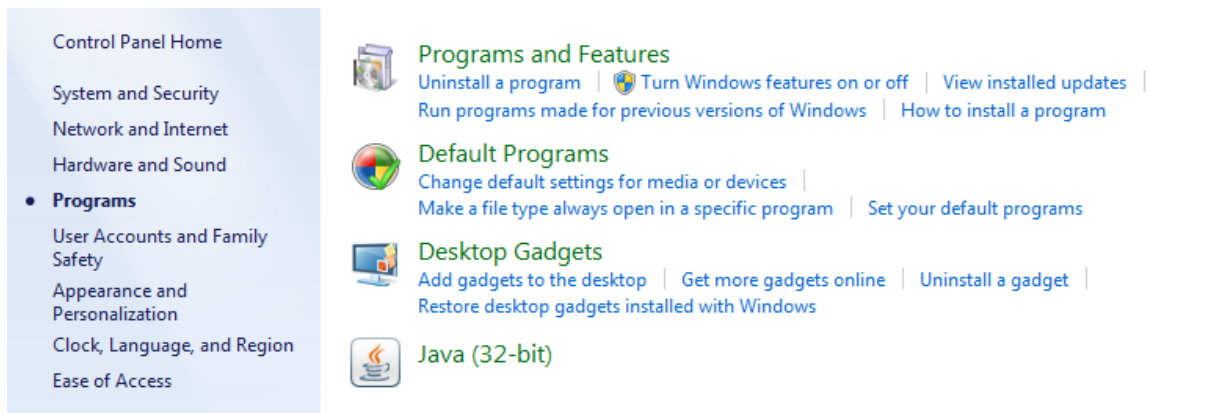 Control Panel Home
System and Security
Network and Internet
Hardware and Sound
Programs
User Accounts and Family
Safety
Appearance and
Personalization
Clock, Language, and Region
Ease of Access
Programs and Features
Uninstall a program
Turn Windows features on or off
View installed updates
Run programs made for previous versions of Windows
How to install a program
Default Programs
Change default settings for media or devices
Make a file type always open in a specific program
Set your default programs
Desktop Gadgets
Add gadgets to the desktop
Get more gadgets online
Uninstall a gadget
Restore desktop gadgets installed with Windows
Java (32-bit)